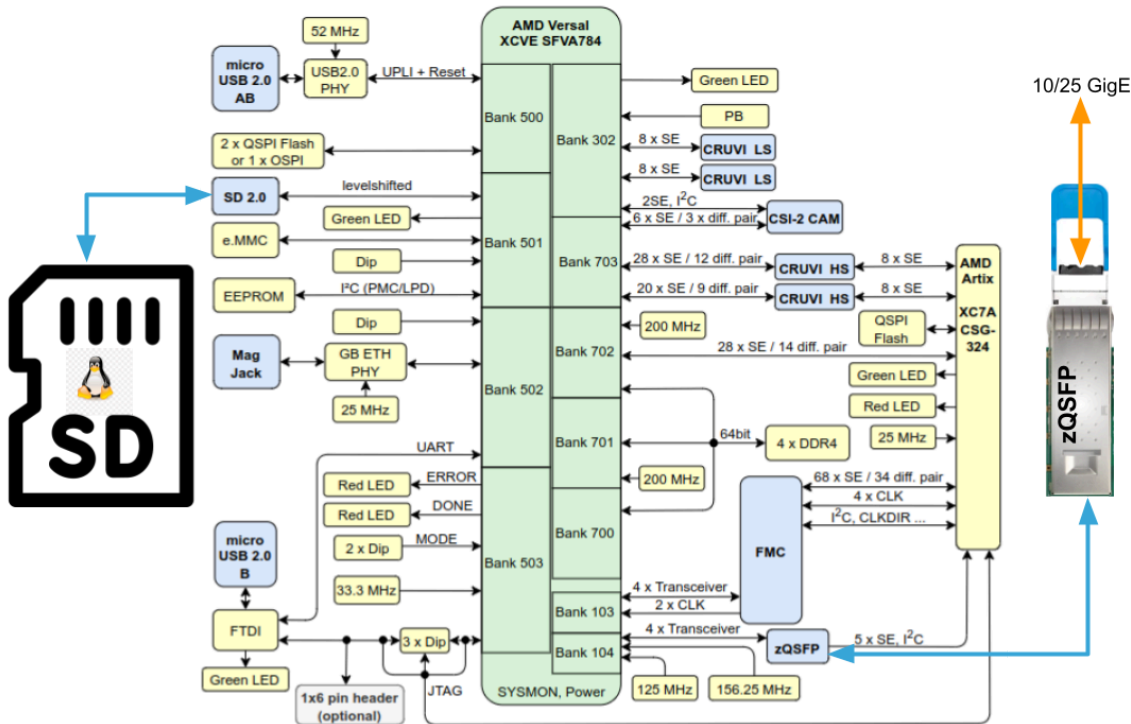 AMD Versal
XCVE SFVA784
52 MHz
micro
USB 2.0
AB
USB2.0
PHY
UPLI + Reset
Bank 500
2 x QSPI Flash
or 1 x OSPI
SD 2.0
levelshifted
Green LED
Bank 501
e.MMC
Dip
EEPROM
I²C (PMC/LPD)
Dip
Mag
Jack
GB ETH
PHY
25 MHz
Bank 502
UART
Red LED
ERROR
Red LED
DONE
micro
USB 2.0
B
2 x Dip
MODE
Bank 503
33.3 MHz
FTDI
3 x Dip
Green LED
JTAG
1x6 pin header
(optional)
SYSMON, Power
Bank 302
Green LED
PB
8 x SE
CRUVI LS
8 x SE
CRUVI LS
2SE, I²C
6 x SE / 3 x diff. pair
CSI-2 CAM
Bank 703
28 x SE / 12 diff. pair
CRUVI HS
8 x SE
20 x SE / 9 diff. pair
CRUVI HS
8 x SE
AMD
Artix
XC7A
CSG-
324
200 MHz
QSPI
Flash
Bank 702
28 x SE / 14 diff. pair
Green LED
Red LED
Bank 701
64bit
4 x DDR4
25 MHz
200 MHz
68 x SE / 34 diff. pair
4 x CLK
I²C, CLKDIR ...
FMC
Bank 700
4 x Transceiver
2 x CLK
Bank 103
4 x Transceiver
zQSFP
5 x SE, I²C
Bank 104
125 MHz
156.25 MHz
SD
10/25 GigE
zQSFP